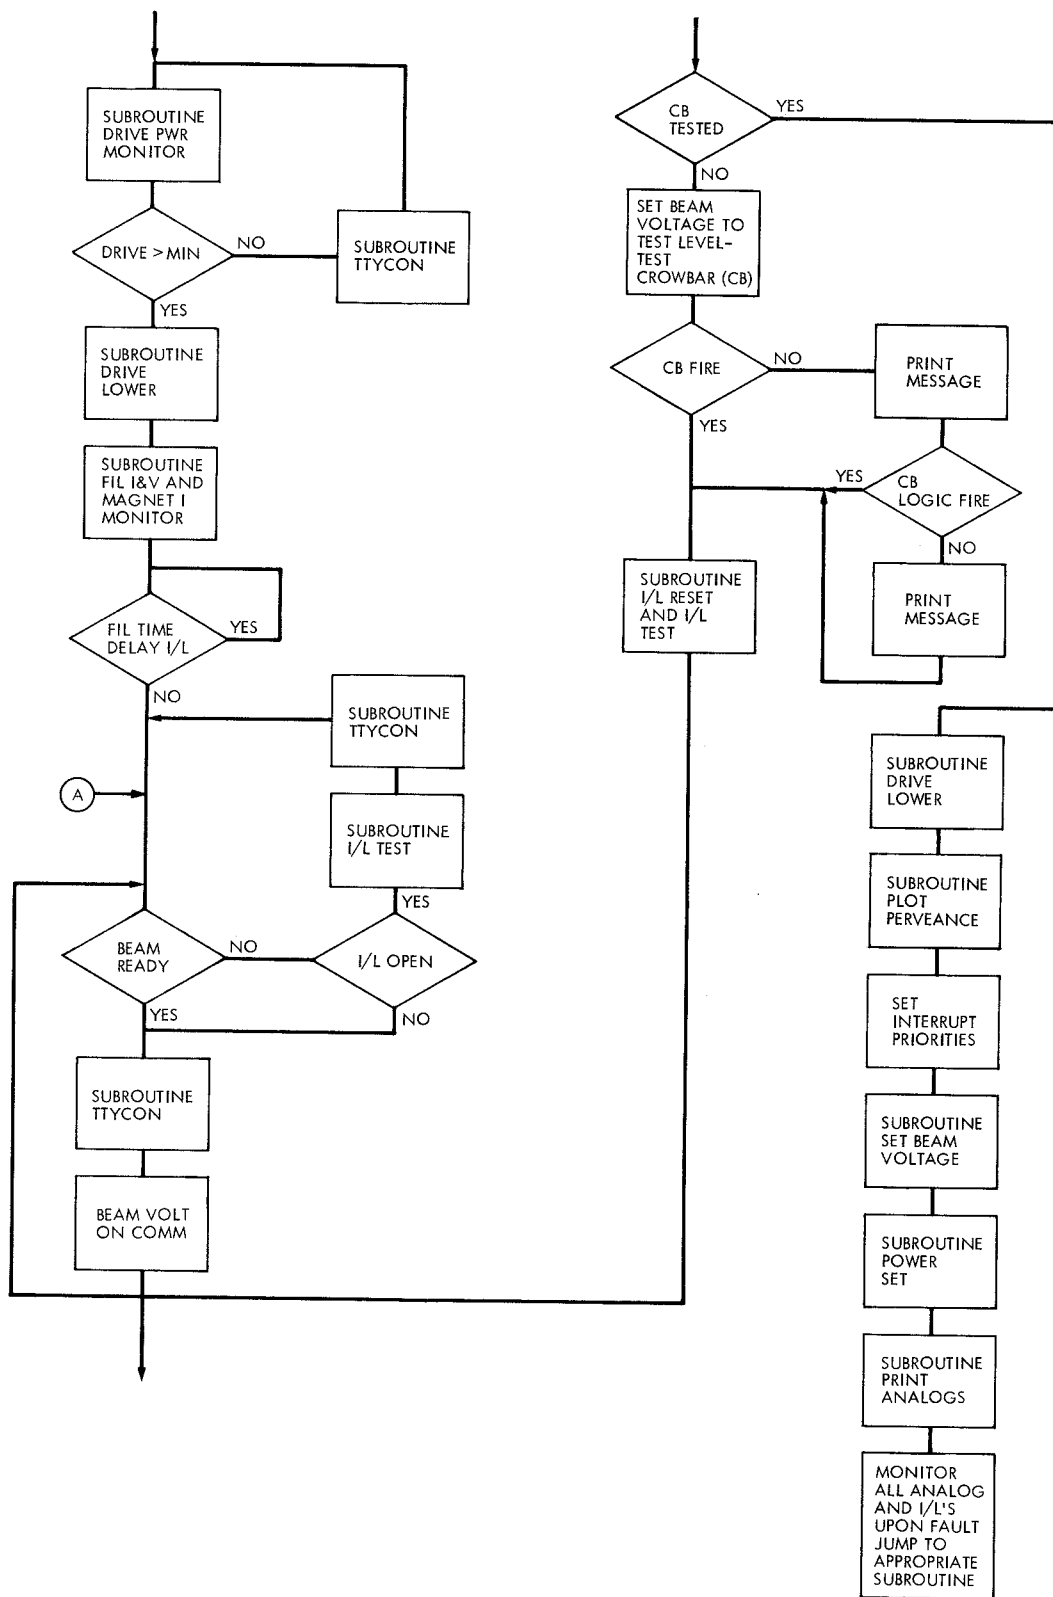 SUBROUTINE
DRIVE PWR
MONITOR
DRIVE > MIN
NO
SUBROUTINE
TTYCON
YES
SUBROUTINE
DRIVE
LOWER
SUBROUTINE
FIL I&V AND
MAGNET I
MONITOR
FIL TIME
DELAY I/L
YES
NO
SUBROUTINE
TTYCON
A
SUBROUTINE
I/L TEST
YES
BEAM
READY
NO
I/L OPEN
YES
NO
SUBROUTINE
TTYCON
BEAM VOLT
ON COMM
CB
TESTED
YES
NO
SET BEAM
VOLTAGE TO
TEST LEVEL-
TEST
CROWBAR (CB)
CB FIRE
NO
PRINT
MESSAGE
YES
YES
CB
LOGIC FIRE
NO
PRINT
MESSAGE
SUBROUTINE
I/L RESET
AND I/L
TEST
SUBROUTINE
DRIVE
LOWER
SUBROUTINE
PLOT
PERVEANCE
SET
INTERRUPT
PRIORITIES
SUBROUTINE
SET BEAM
VOLTAGE
SUBROUTINE
POWER
SET
SUBROUTINE
PRINT
ANALOGS
MONITOR
ALL ANALOG
AND I/L'S
UPON FAULT
JUMP TO
APPROPRIATE
SUBROUTINE